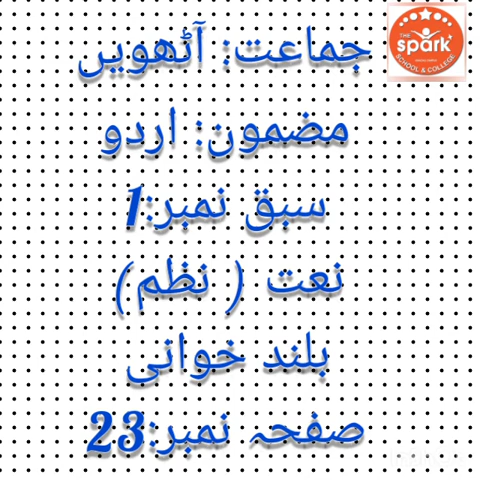 جماعت: آٹھویں
THE
spark
SCHOOL & COLLEGE
مضمون: اردو
سبق نمبر:1
نعت ( نظم)
بلند خوانی
صفحہ نمبر:23